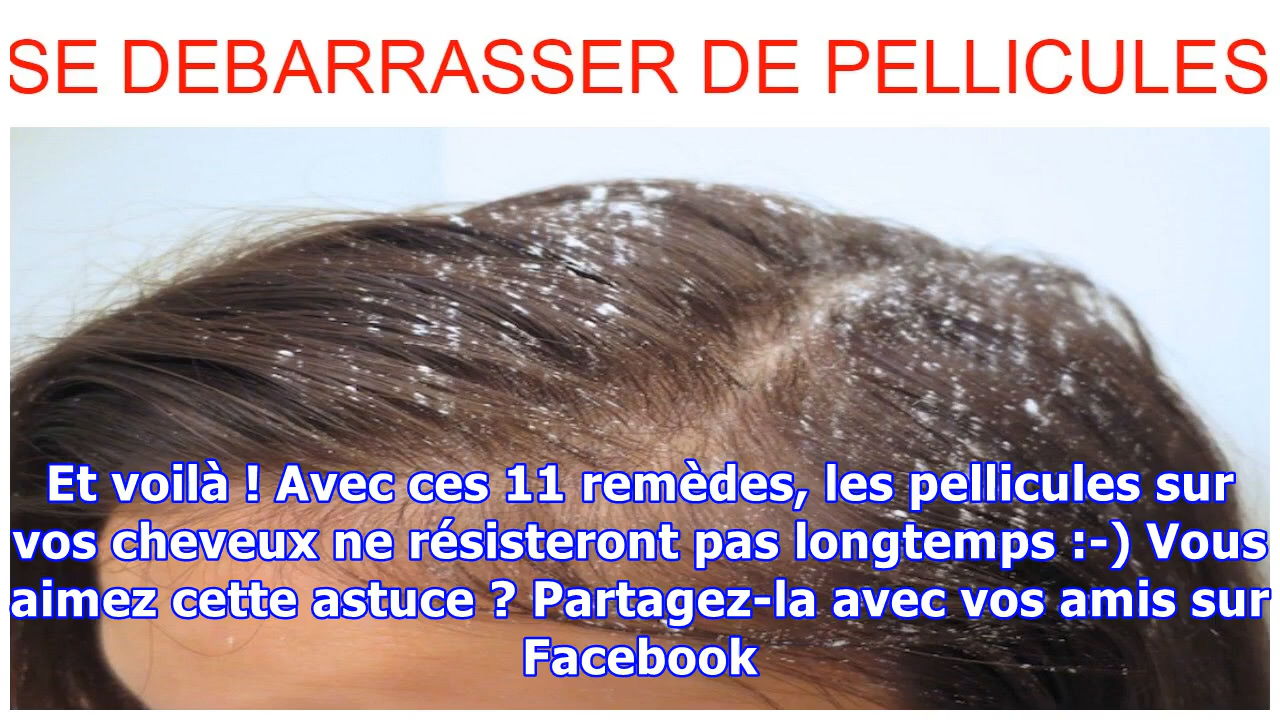 SE DEBARRASSER DE PELLICULES
Et voilà ! Avec ces 11 remèdes, les pellicules sur
vos cheveux ne résisteront pas longtemps :-) Vous
aimez cette astuce ? Partagez-la avec vos amis sur
Facebook